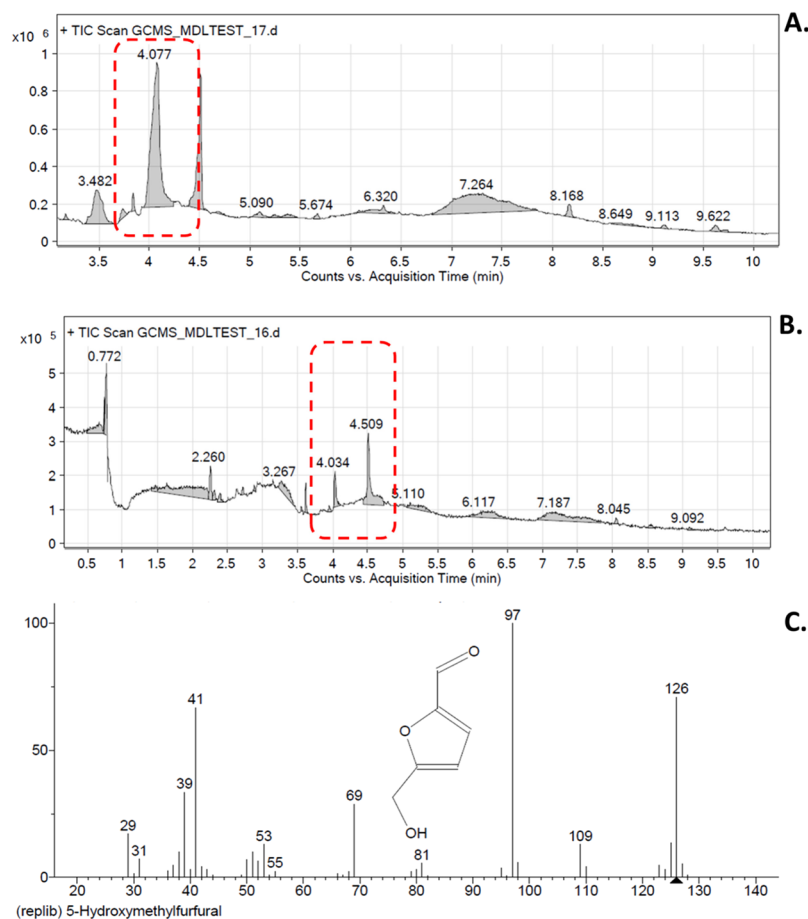 + TIC Scan GCMS_MDLTEST_17.d
A.
x10 6
1
0.8
0.6
0.4
0.2
0
3.482
4.077
5.090
5.674
6.320
7.264
8.168
8.649
9.113
9.622
3.5 4 4.5 5 5.5 6 6.5 7 7.5 8 8.5 9 9.5 10
Counts vs. Acquisition Time (min)
B.
+ TIC Scan GCMS_MDLTEST_16.d
x10 5
5
4
3
2
1
0
0.772
2.260
3.267
4.034
4.509
5.110
6.117
7.187
8.045
9.092
0.5 1 1.5 2 2.5 3 3.5 4 4.5 5 5.5 6 6.5 7 7.5 8 8.5 9 9.5 10
Counts vs. Acquisition Time (min)
C.
100
50
0
29
31
39
41
53
55
69
81
97
109
126
O
O
OH
20 30 40 50 60 70 80 90 100 110 120 130 140
(replib) 5-Hydroxymethylfurfural